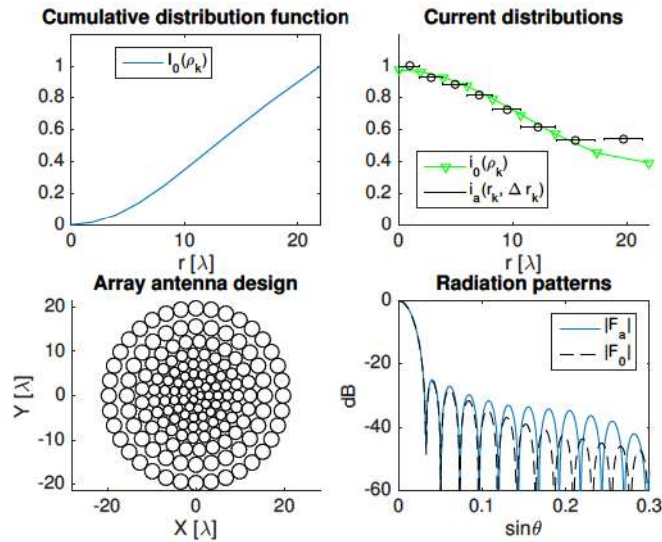 Cumulative distribution function
I₀(ρₖ)
1
0.8
0.6
0.4
0.2
0
0 10 20
r [λ]
Current distributions
i₀(ρₖ)
iₐ(rₖ, Δ rₖ)
1
0.8
0.6
0.4
0.2
0
0 10 20
r [λ]
Array antenna design
Y [λ]
20
10
0
-10
-20
-20 0 20
X [λ]
Radiation patterns
|Fₐ|
|F₀|
dB
0
-20
-40
-60
0 0.1 0.2 0.3
sinθ